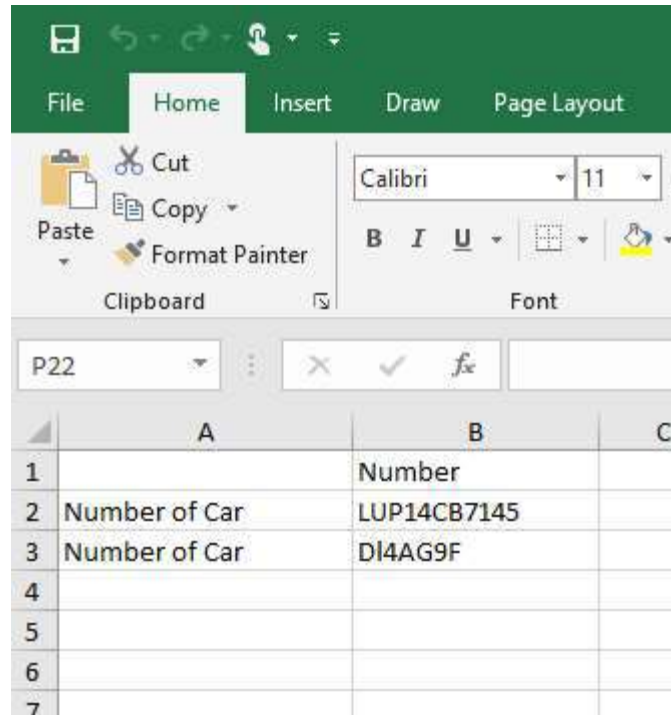 File Home Insert Draw Page Layout
Cut
Copy
Paste
Format Painter
Calibri 11
B I U
Clipboard Font
P22 fx
A B C
1 Number
2 Number of Car LUP14CB7145
3 Number of Car Dl4AG9F
4
5
6
7